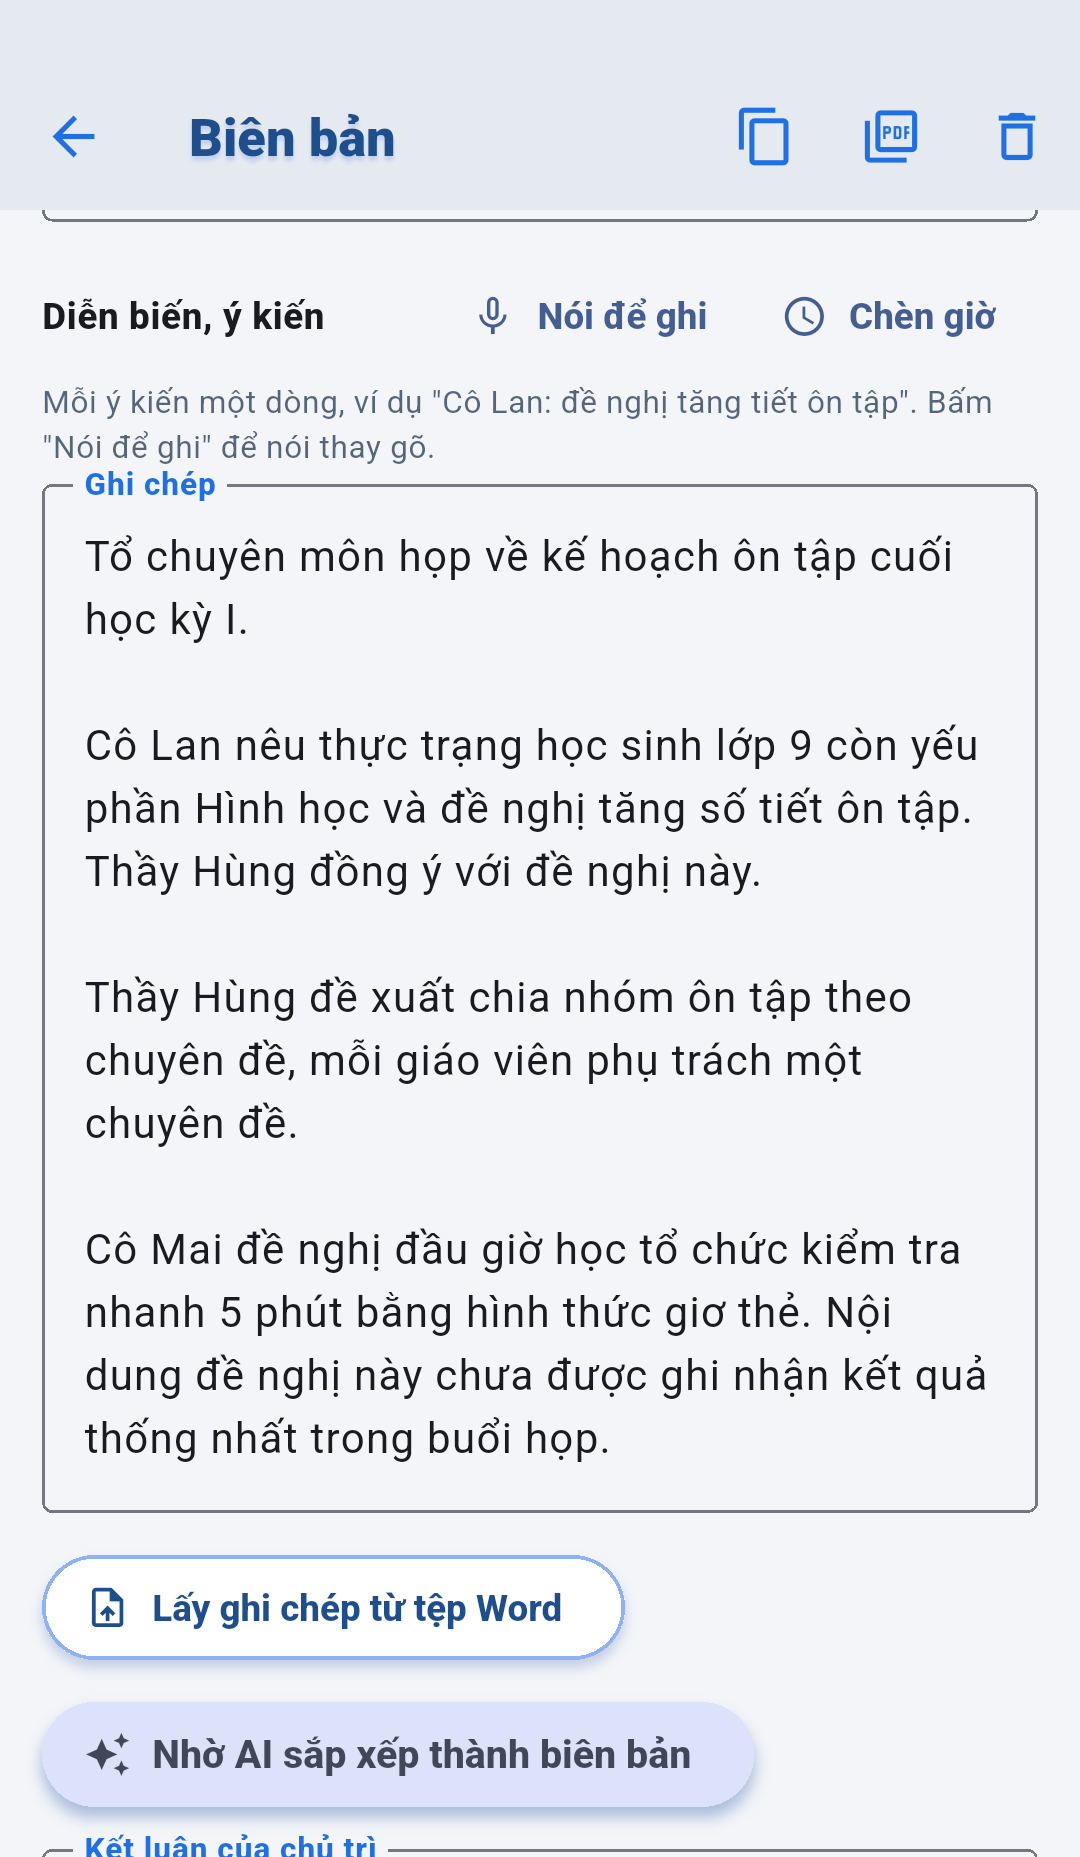 Biên bản
PDF
Diễn biến, ý kiến
Nói để ghi
Chèn giờ
Mỗi ý kiến một dòng, ví dụ "Cô Lan: đề nghị tăng tiết ôn tập". Bấm
"Nói để ghi" để nói thay gõ.
Ghi chép
Tổ chuyên môn họp về kế hoạch ôn tập cuối
học kỳ I.
Cô Lan nêu thực trạng học sinh lớp 9 còn yếu
phần Hình học và đề nghị tăng số tiết ôn tập.
Thầy Hùng đồng ý với đề nghị này.
Thầy Hùng đề xuất chia nhóm ôn tập theo
chuyên đề, mỗi giáo viên phụ trách một
chuyên đề.
Cô Mai đề nghị đầu giờ học tổ chức kiểm tra
nhanh 5 phút bằng hình thức giơ thẻ. Nội
dung đề nghị này chưa được ghi nhận kết quả
thống nhất trong buổi họp.
Lấy ghi chép từ tệp Word
Nhờ AI sắp xếp thành biên bản
Kết luận của chủ trì